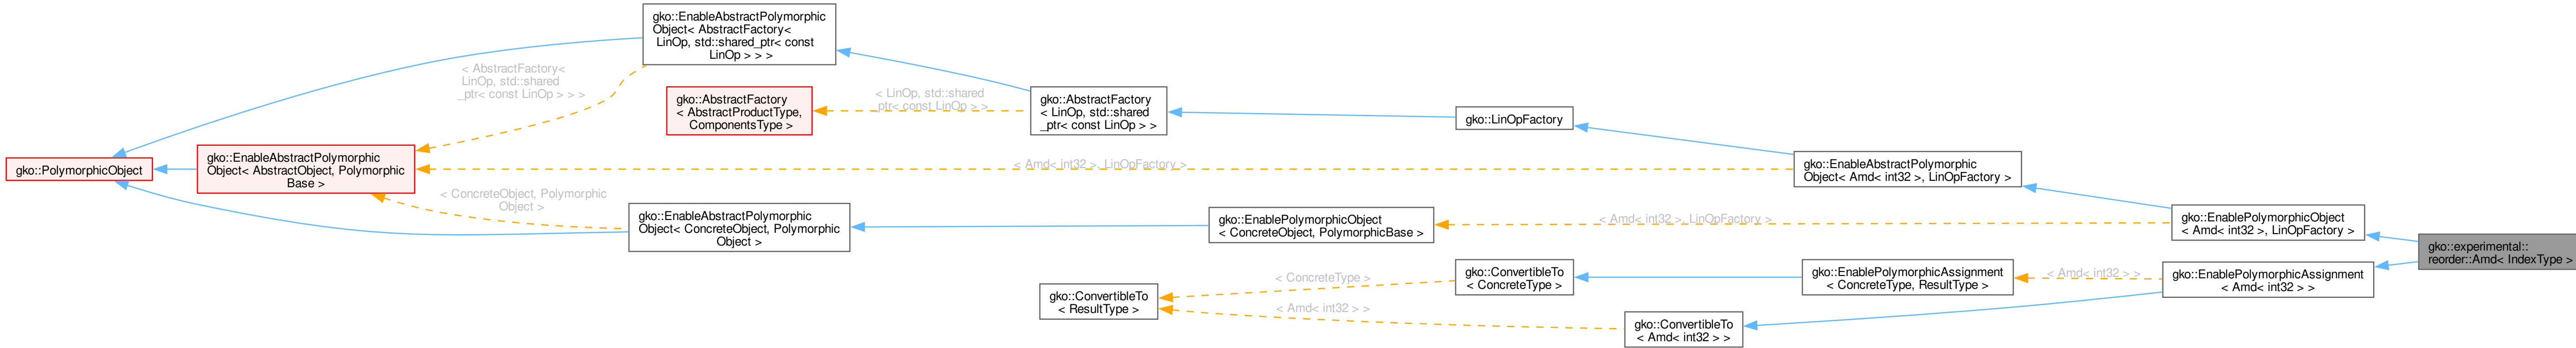 gko::EnableAbstractPolymorphic
Object< AbstractFactory<
LinOp, std::shared_ptr< const
LinOp > > >
< AbstractFactory<
LinOp, std::shared
_ptr< const LinOp > > >
gko::AbstractFactory
< AbstractProductType,
ComponentsType >
< LinOp, std::shared
_ptr< const LinOp > >
gko::AbstractFactory
< LinOp, std::shared
_ptr< const LinOp > >
gko::LinOpFactory
gko::PolymorphicObject
gko::EnableAbstractPolymorphic
Object< AbstractObject, Polymorphic
Base >
< Amd< int32 >, LinOpFactory >
gko::EnableAbstractPolymorphic
Object< Amd< int32 >, LinOpFactory >
< ConcreteObject, Polymorphic
Object >
gko::EnableAbstractPolymorphic
Object< ConcreteObject, Polymorphic
Object >
gko::EnablePolymorphicObject
< ConcreteObject, PolymorphicBase >
< Amd< int32 >, LinOpFactory >
gko::EnablePolymorphicObject
< Amd< int32 >, LinOpFactory >
gko::experimental::
reorder::Amd< IndexType >
gko::ConvertibleTo
< ResultType >
< ConcreteType >
< Amd< int32 > >
gko::ConvertibleTo
< ConcreteType >
gko::EnablePolymorphicAssignment
< ConcreteType, ResultType >
< Amd< int32 > >
gko::EnablePolymorphicAssignment
< Amd< int32 > >
gko::ConvertibleTo
< Amd< int32 > >